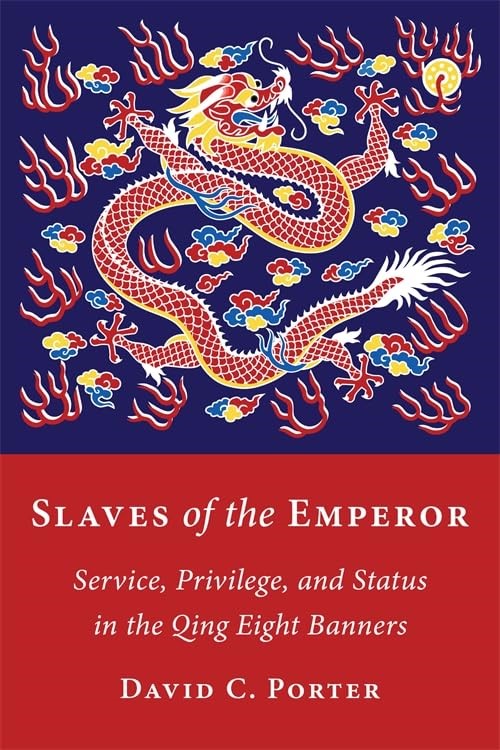 SLAVES of the EMPEROR
Service, Privilege, and Status
in the Qing Eight Banners
DAVID C. PORTER